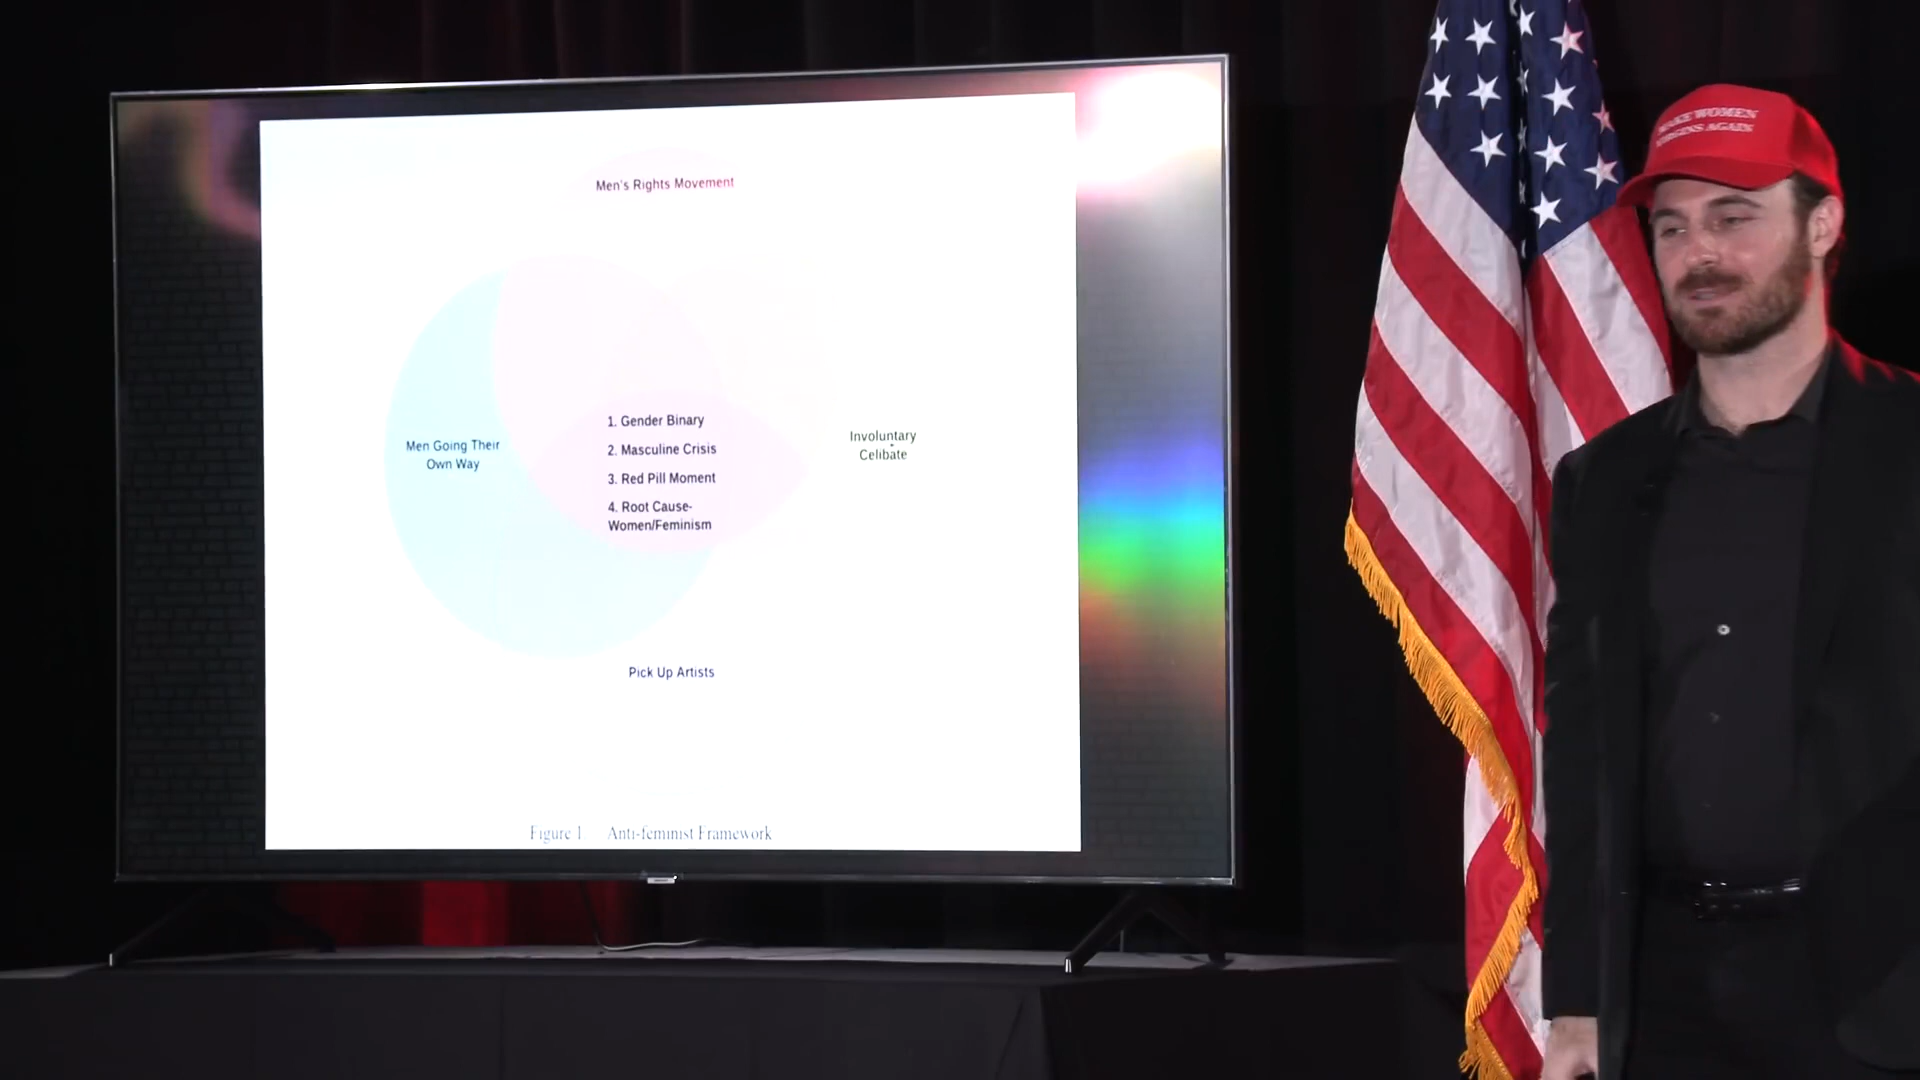 MAKE WOMEN
VIRGINS AGAIN
Men's Rights Movement
Men Going Their
Own Way
1. Gender Binary
2. Masculine Crisis
3. Red Pill Moment
4. Root Cause-
Women/Feminism
Involuntary
Celibate
Pick Up Artists
Figure 1. Anti-feminist Framework